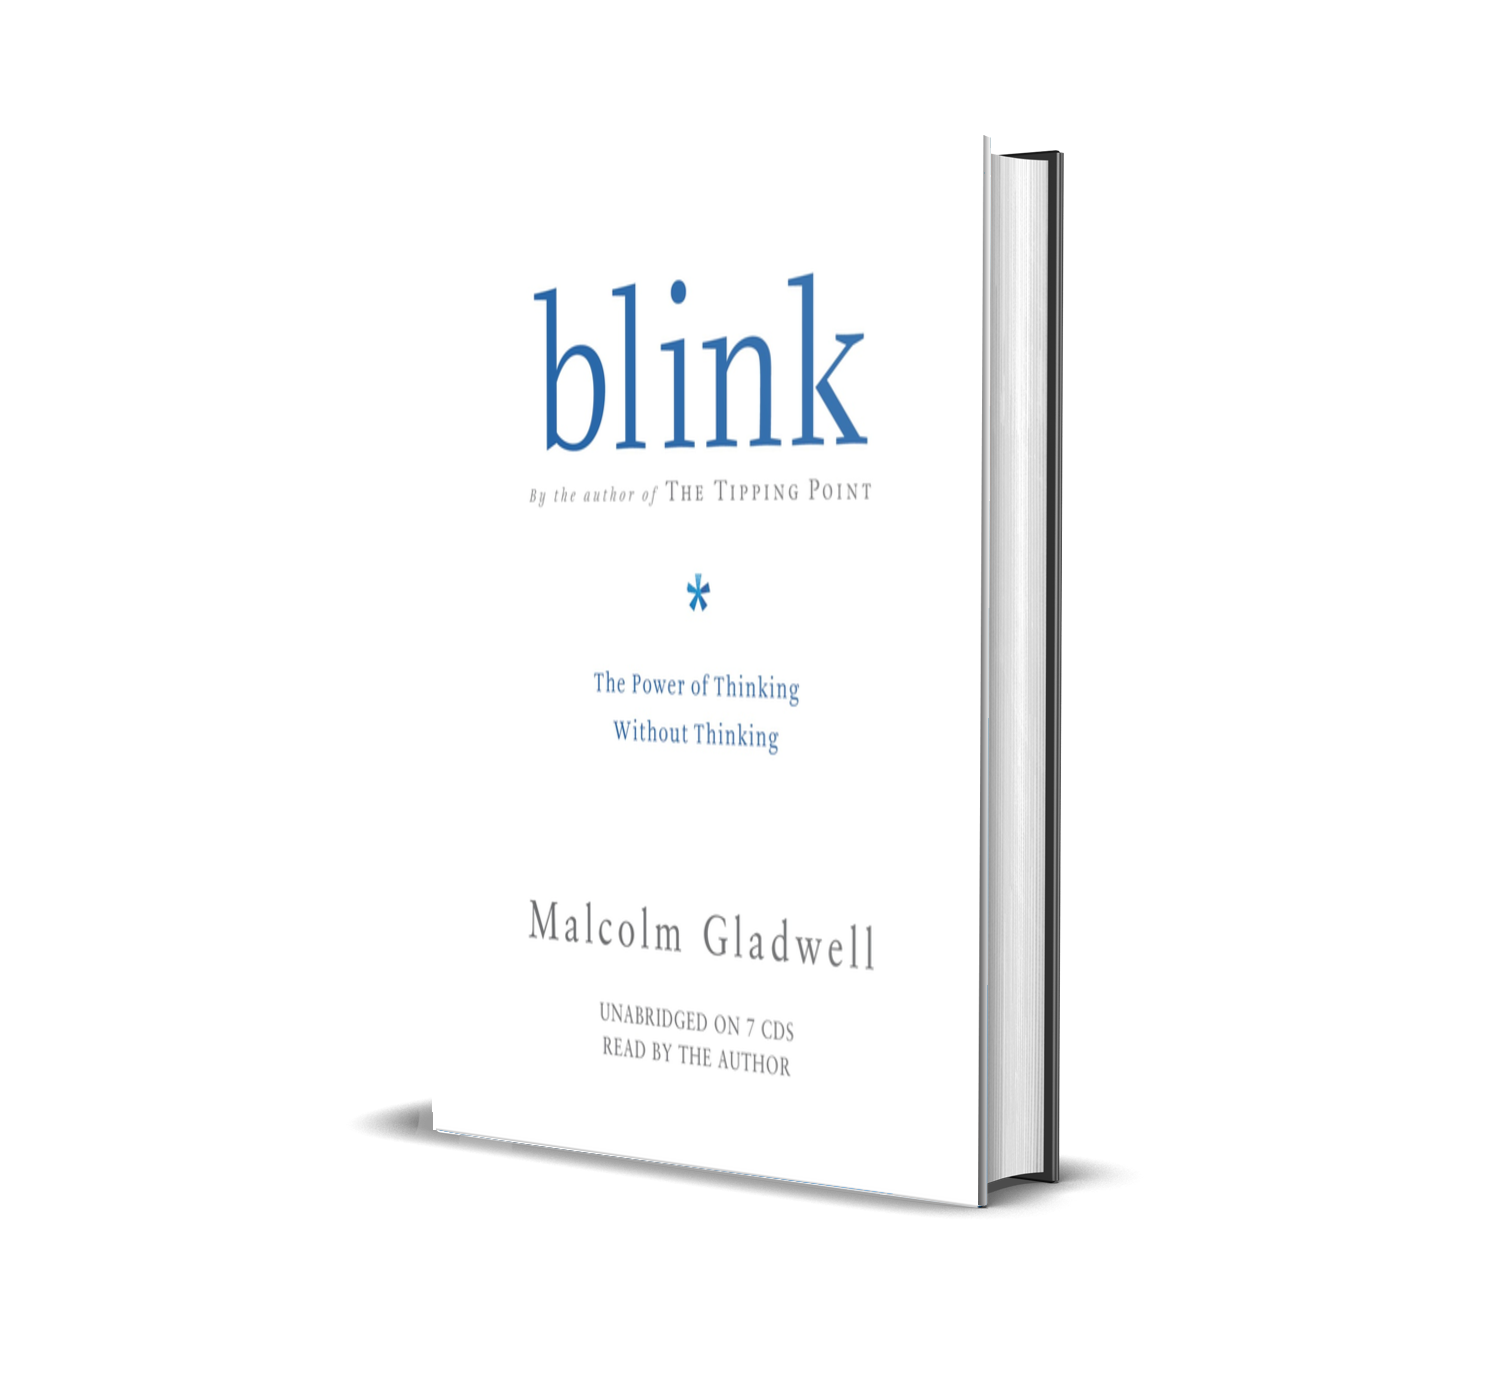 blink
By the author of THE TIPPING POINT
*
The Power of Thinking
Without Thinking
Malcolm Gladwell
UNABRIDGED ON 7 CDS
READ BY THE AUTHOR